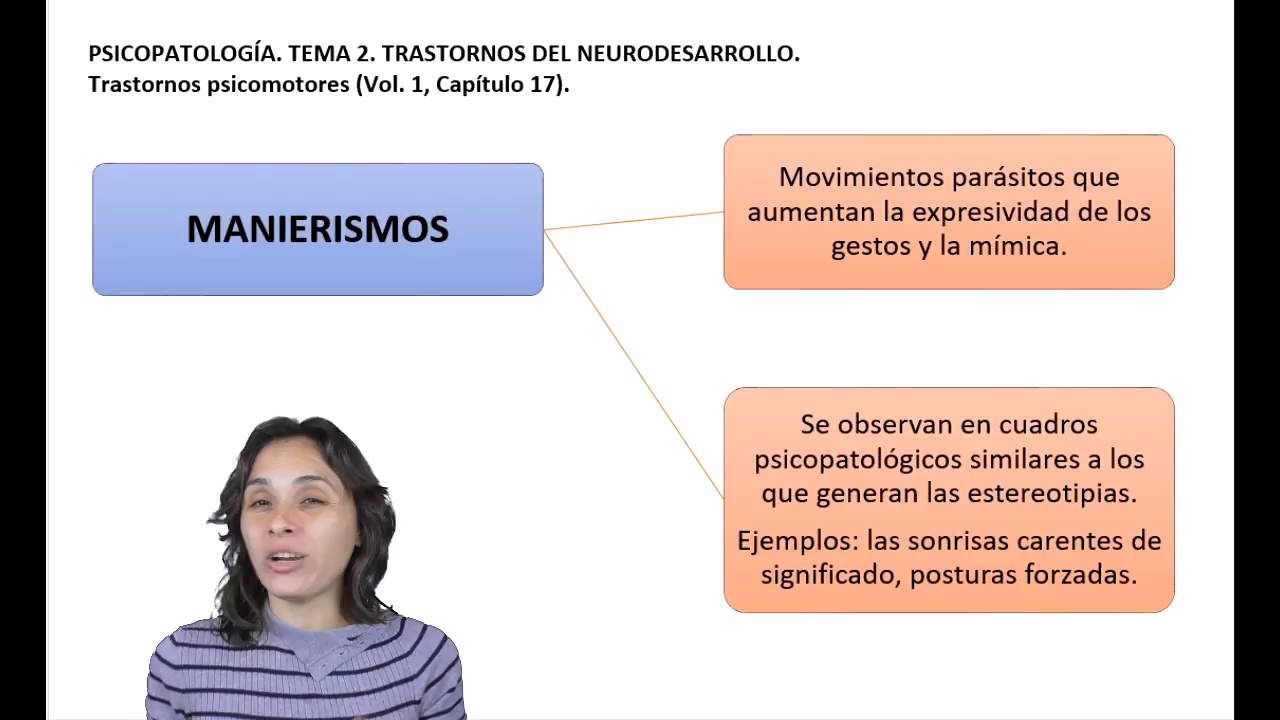 PSICOPATOLOGÍA. TEMA 2. TRASTORNOS DEL NEURODESARROLLO.
Trastornos psicomotores (Vol. 1, Capítulo 17).
MANIERISMOS
Movimientos parásitos que
aumentan la expresividad de los
gestos y la mímica.
Se observan en cuadros
psicopatológicos similares a los
que generan las estereotipias.
Ejemplos: las sonrisas carentes de
significado, posturas forzadas.